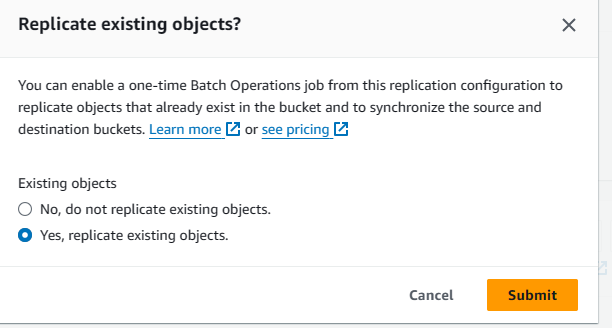 Replicate existing objects?
You can enable a one-time Batch Operations job from this replication configuration to
replicate objects that already exist in the bucket and to synchronize the source and
destination buckets. Learn more or see pricing
Existing objects
No, do not replicate existing objects.
Yes, replicate existing objects.
Cancel
Submit